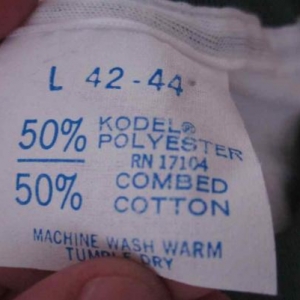 L 42-44
50% KODEL® POLYESTER
RN 17104
50% COMBED COTTON
MACHINE WASH WARM
TUMBLE DRY